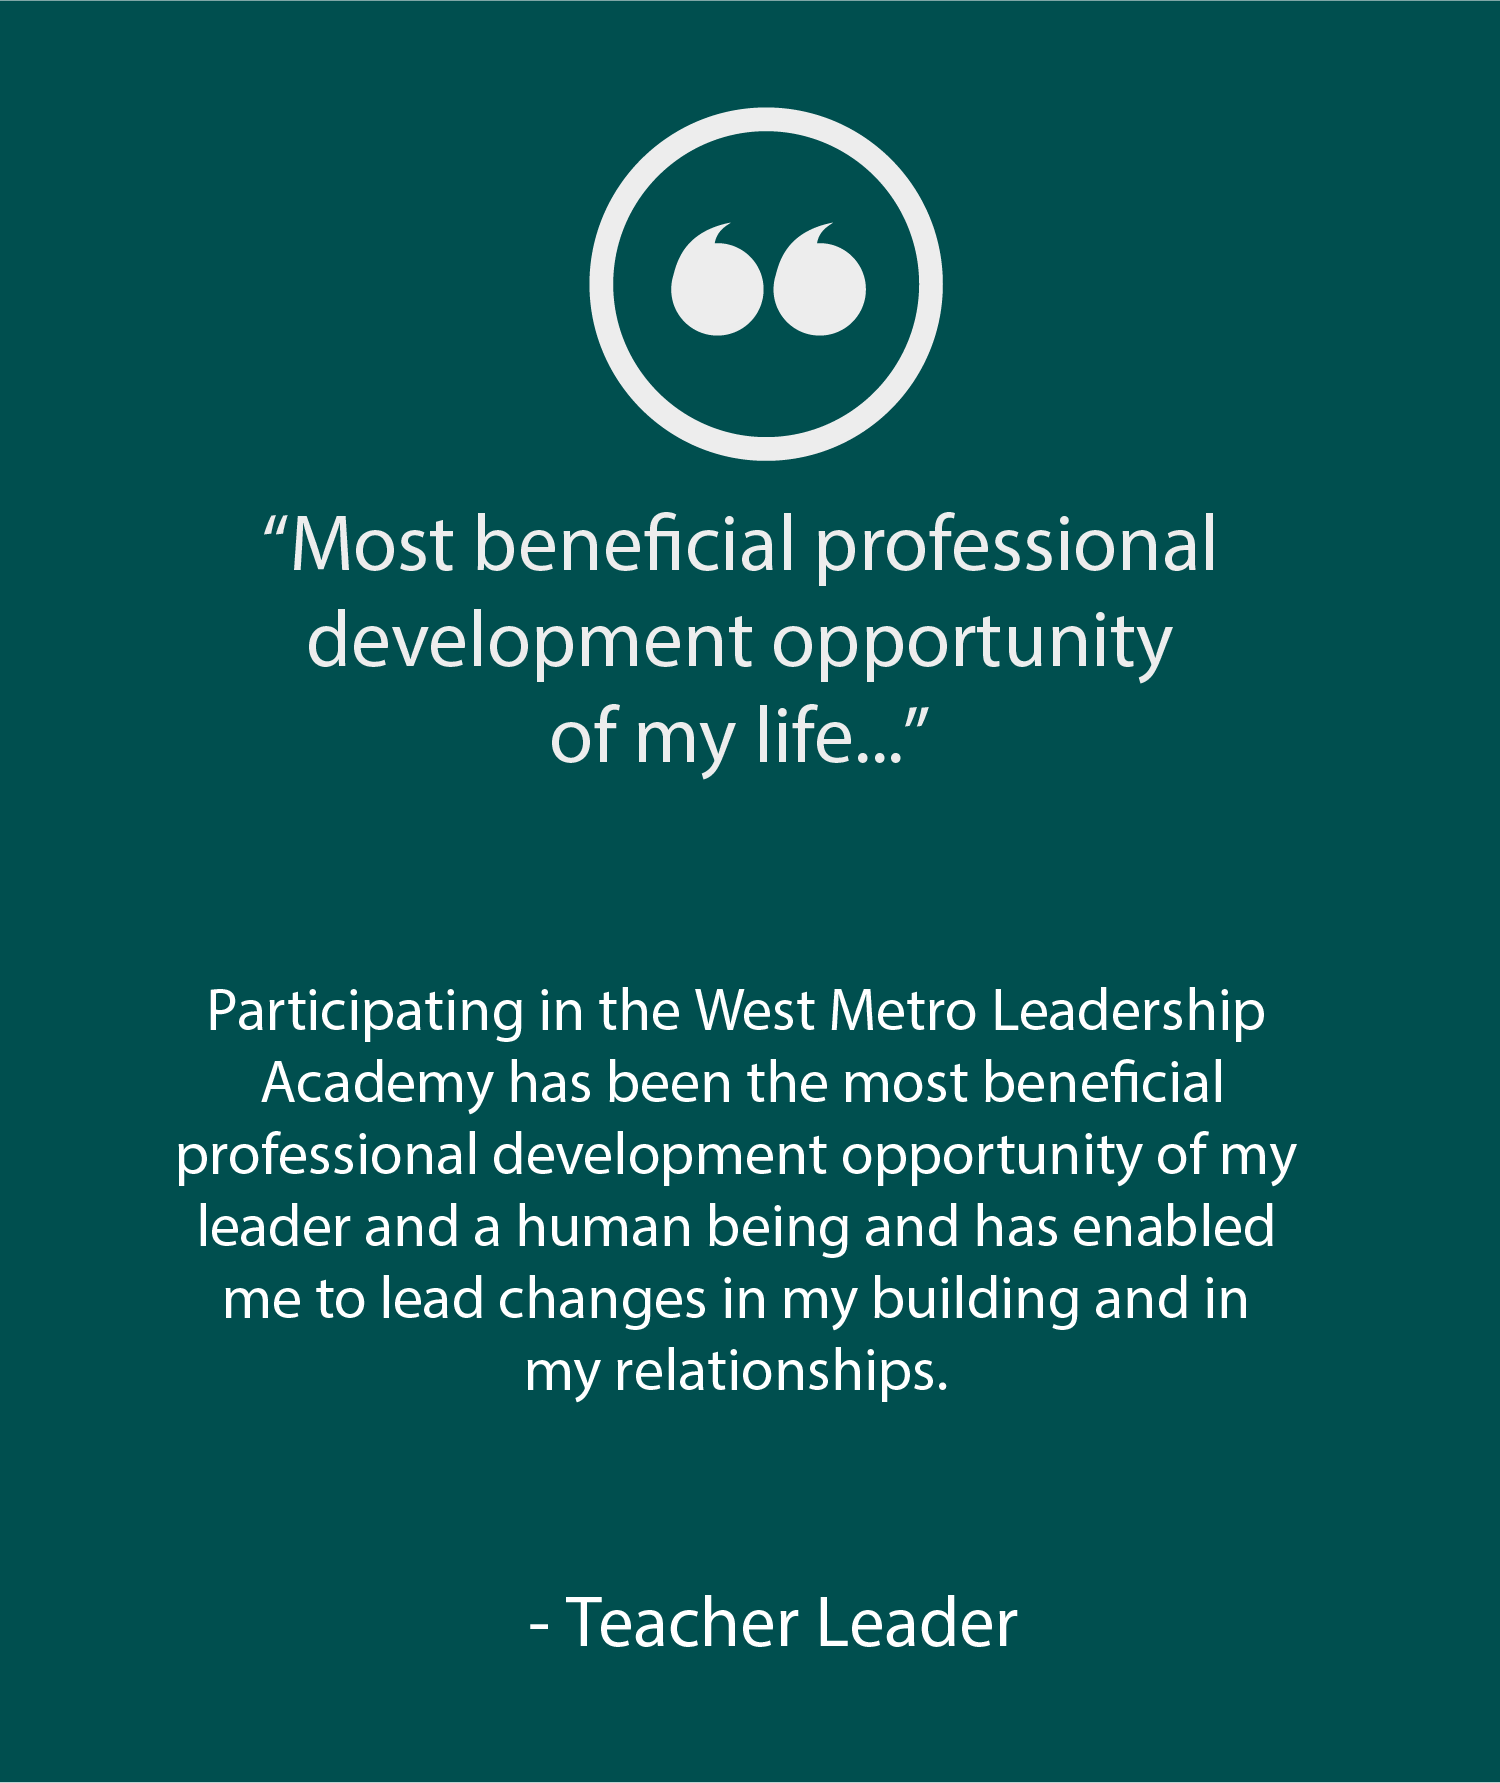 “Most beneficial professional
development opportunity
of my life...”
Participating in the West Metro Leadership
Academy has been the most beneficial
professional development opportunity of my
leader and a human being and has enabled
me to lead changes in my building and in
my relationships.
- Teacher Leader